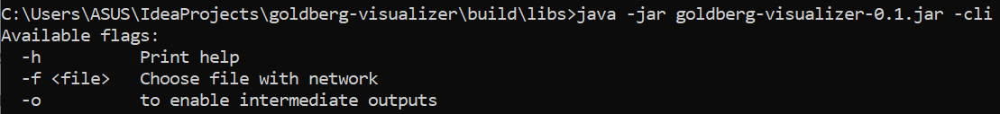 C:\Users\ASUS\IdeaProjects\goldberg-visualizer\build\libs>java -jar goldberg-visualizer-0.1.jar -cli
Available flags:
  -h          Print help
  -f <file>   Choose file with network
  -o          to enable intermediate outputs